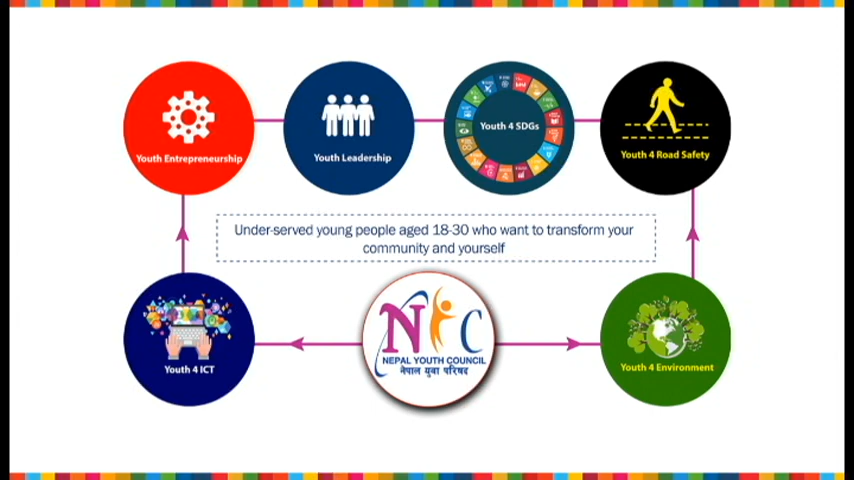 Youth Entrepreneurship
Youth Leadership
Youth 4 SDGs
Youth 4 Road Safety
Under-served young people aged 18-30 who want to transform your
community and yourself
Youth 4 ICT
NYC
NEPAL YOUTH COUNCIL
नेपाल युवा परिषद
Youth 4 Environment